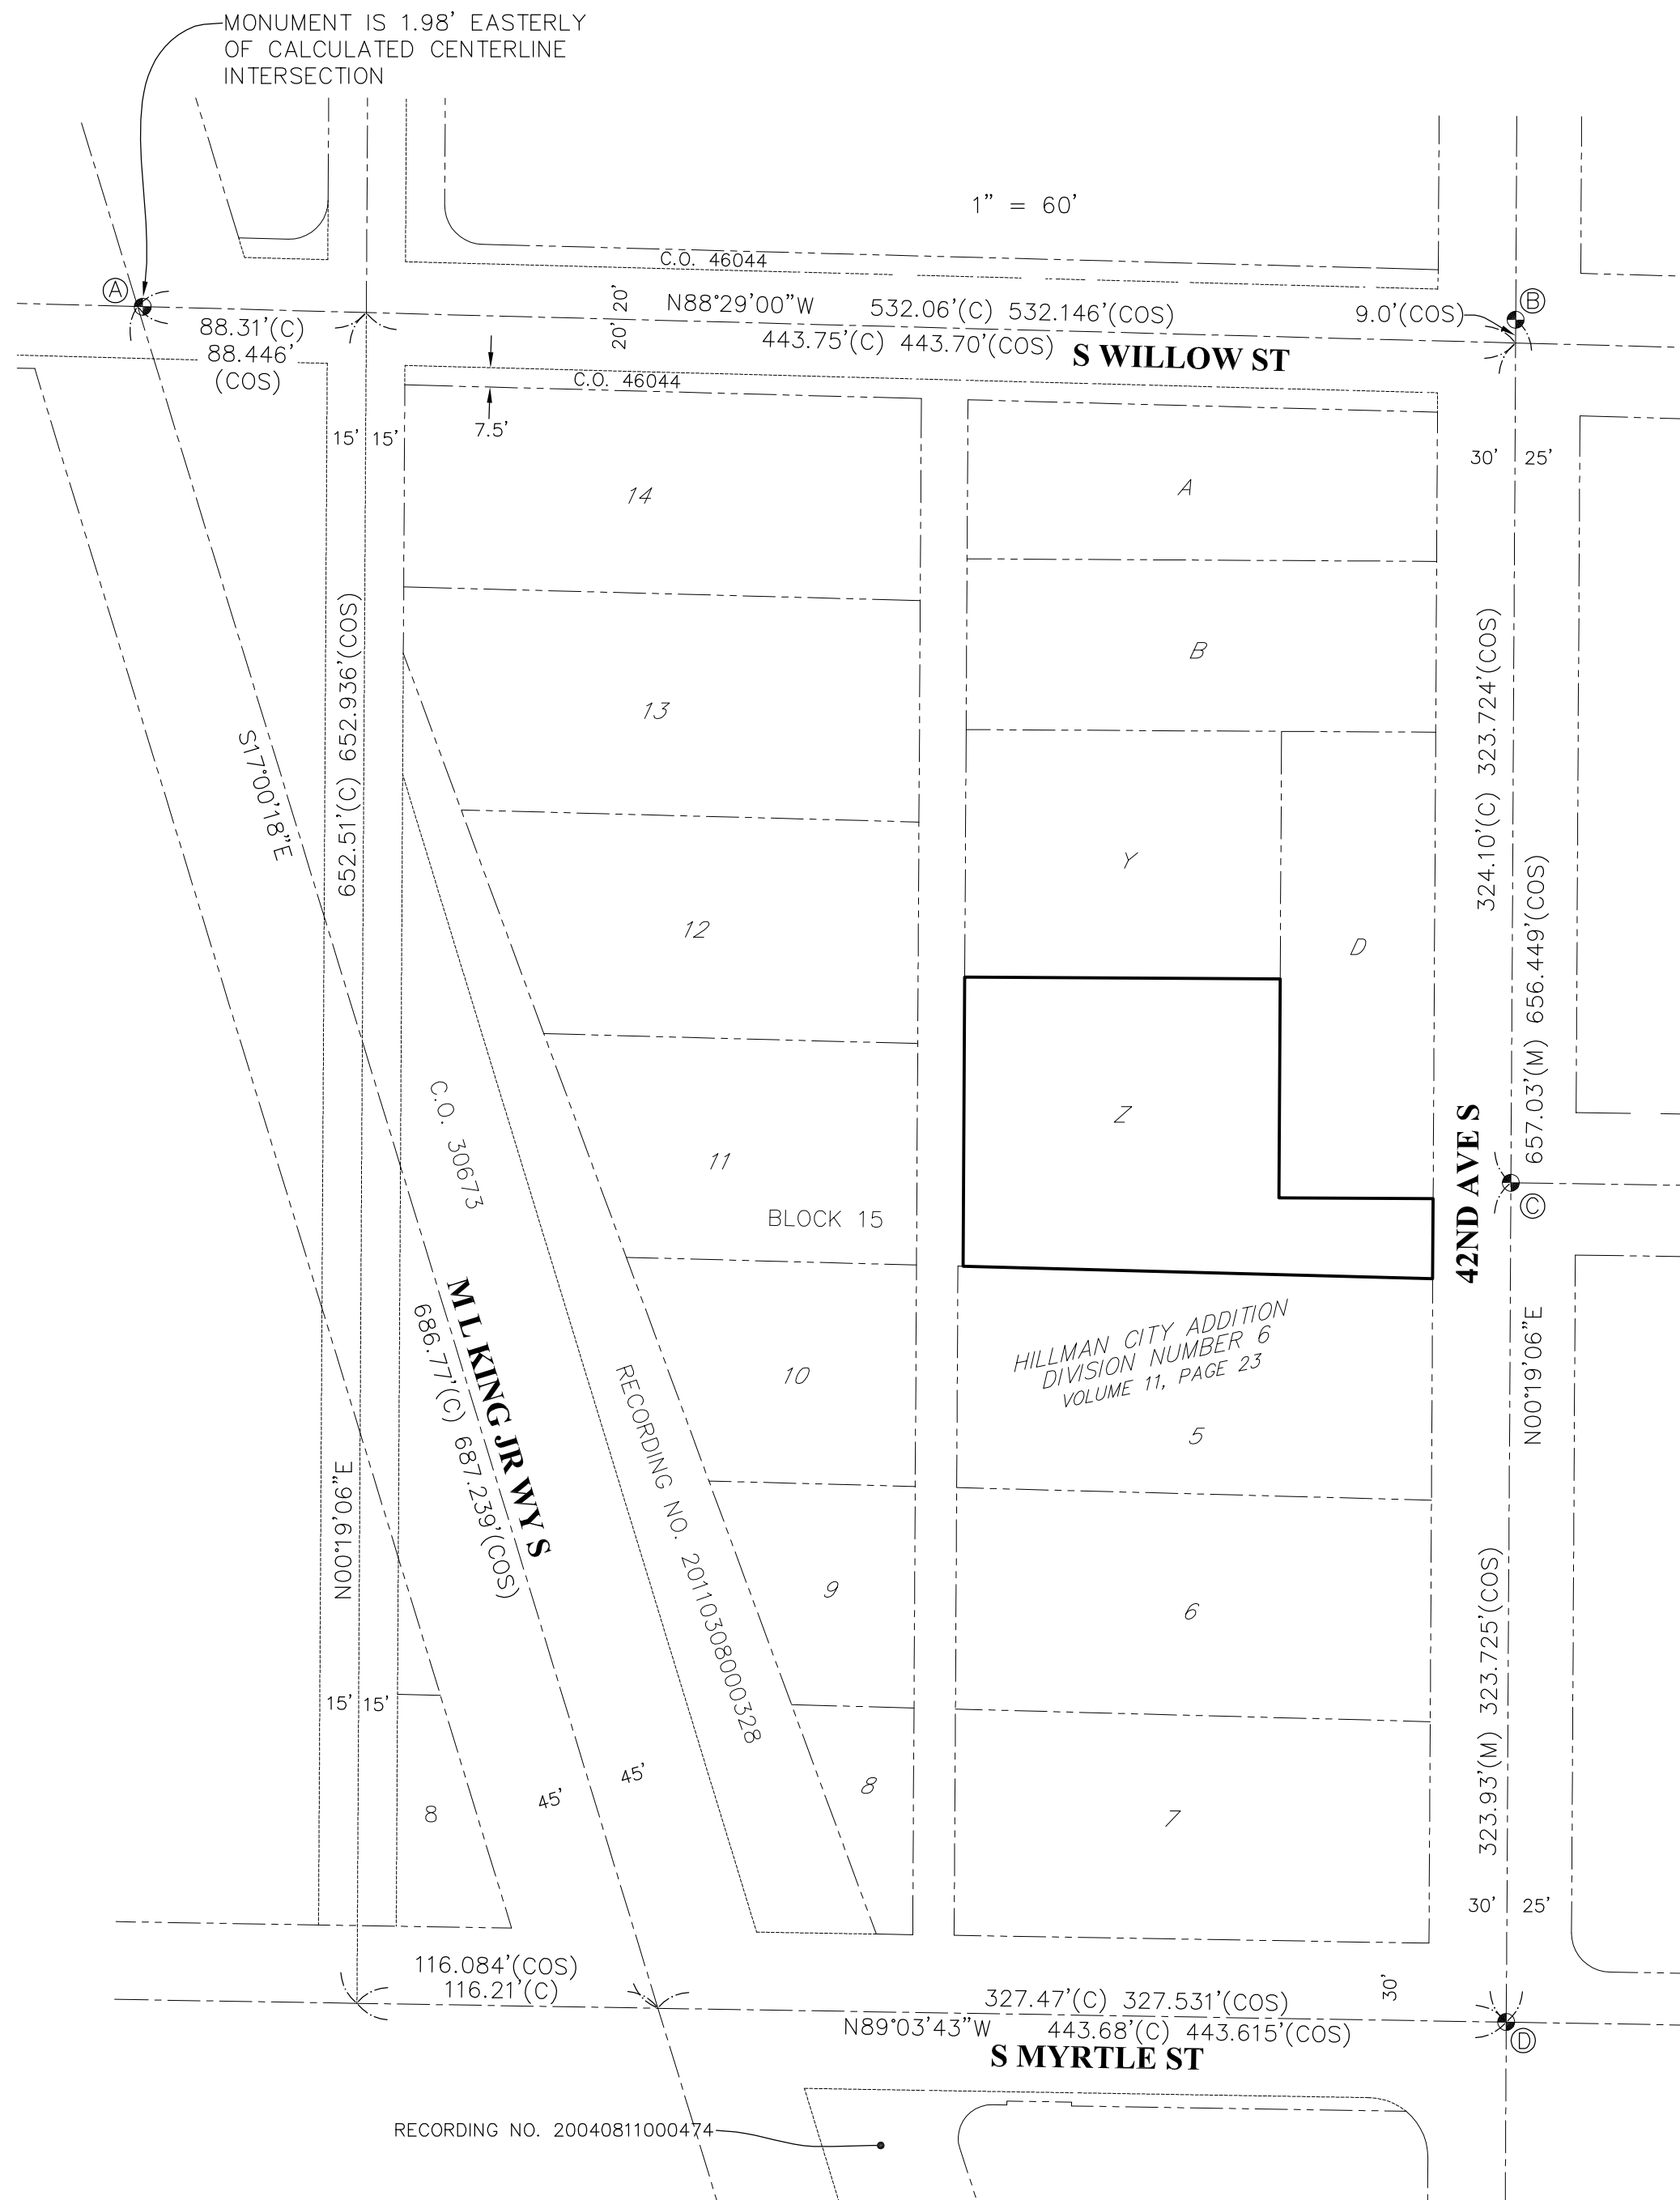 MONUMENT IS 1.98' EASTERLY
OF CALCULATED CENTERLINE
INTERSECTION
1" = 60'
C.O. 46044
A
B
20'
20'
N88°29'00"W 532.06'(C) 532.146'(COS)
9.0'(COS)
88.31'(C)
88.446'
(COS)
443.75'(C) 443.70'(COS)
S WILLOW ST
C.O. 46044
7.5'
15' 15'
30' 25'
14
A
B
13
652.51'(C) 652.936'(COS)
324.10'(C) 323.724'(COS)
S17°00'18"E
Y
D
12
657.03'(M) 656.449'(COS)
C.O. 30673
Z
11
BLOCK 15
42ND AVE S
C
M L KING JR WY S
686.77'(C) 687.239'(COS)
HILLMAN CITY ADDITION
DIVISION NUMBER 6
VOLUME 11, PAGE 23
N00°19'06"E
10
5
RECORDING NO. 20110308000328
N00°19'06"E
9
6
323.93'(M) 323.725'(COS)
15' 15'
45'
45'
8
8
7
30' 25'
116.084'(COS)
116.21'(C)
327.47'(C) 327.531'(COS)
30'
N89°03'43"W 443.68'(C) 443.615'(COS)
D
S MYRTLE ST
RECORDING NO. 20040811000474